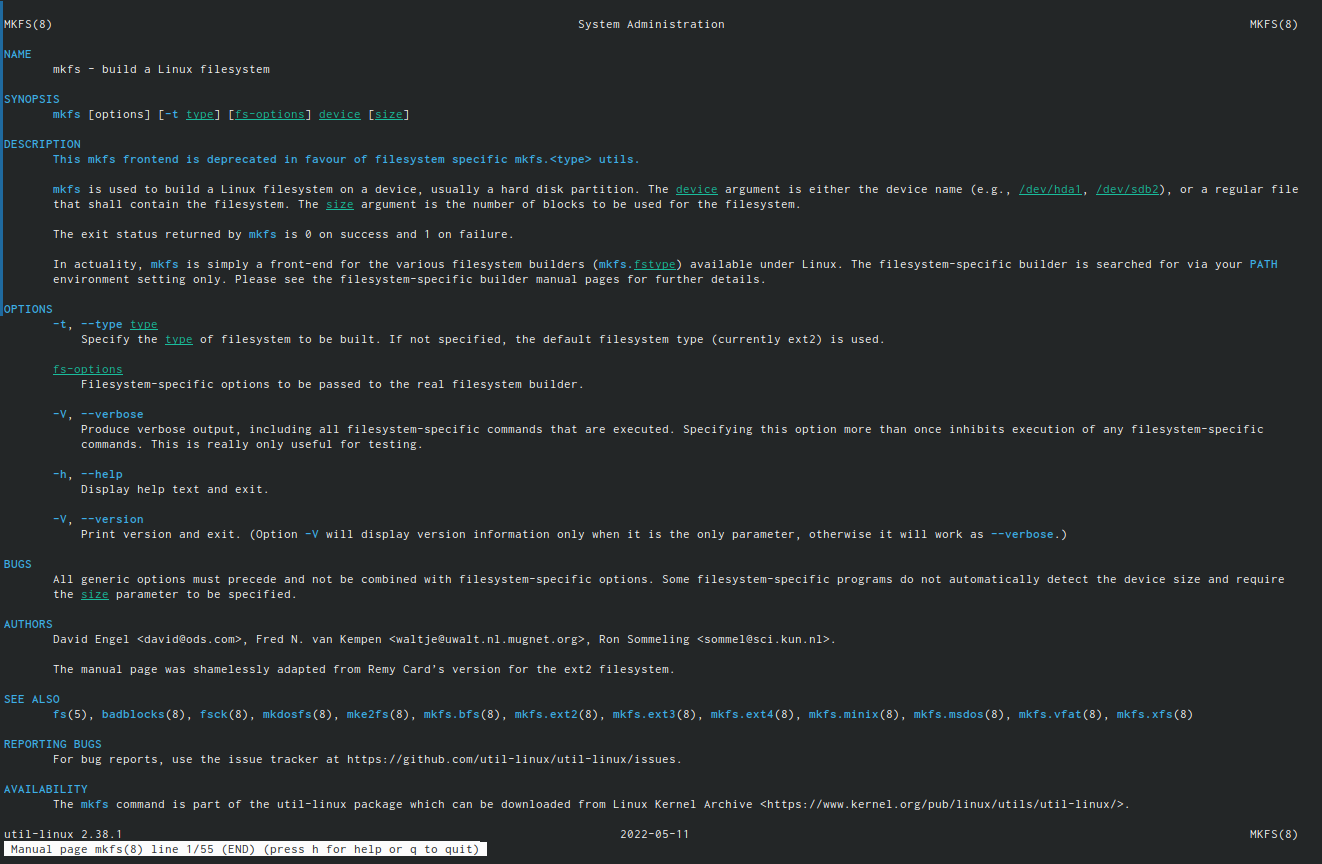 MKFS(8) System Administration MKFS(8)
NAME
mkfs - build a Linux filesystem
SYNOPSIS
mkfs [options] [-t type] [fs-options] device [size]
DESCRIPTION
This mkfs frontend is deprecated in favour of filesystem specific mkfs.<type> utils.
mkfs is used to build a Linux filesystem on a device, usually a hard disk partition. The device argument is either the device name (e.g., /dev/hda1, /dev/sdb2), or a regular file
that shall contain the filesystem. The size argument is the number of blocks to be used for the filesystem.
The exit status returned by mkfs is 0 on success and 1 on failure.
In actuality, mkfs is simply a front-end for the various filesystem builders (mkfs.fstype) available under Linux. The filesystem-specific builder is searched for via your PATH
environment setting only. Please see the filesystem-specific builder manual pages for further details.
OPTIONS
-t, --type type
Specify the type of filesystem to be built. If not specified, the default filesystem type (currently ext2) is used.
fs-options
Filesystem-specific options to be passed to the real filesystem builder.
-V, --verbose
Produce verbose output, including all filesystem-specific commands that are executed. Specifying this option more than once inhibits execution of any filesystem-specific
commands. This is really only useful for testing.
-h, --help
Display help text and exit.
-V, --version
Print version and exit. (Option -V will display version information only when it is the only parameter, otherwise it will work as --verbose.)
BUGS
All generic options must precede and not be combined with filesystem-specific options. Some filesystem-specific programs do not automatically detect the device size and require
the size parameter to be specified.
AUTHORS
David Engel <david@ods.com>, Fred N. van Kempen <waltje@uwalt.nl.mugnet.org>, Ron Sommeling <sommel@sci.kun.nl>.
The manual page was shamelessly adapted from Remy Card's version for the ext2 filesystem.
SEE ALSO
fs(5), badblocks(8), fsck(8), mkdosfs(8), mke2fs(8), mkfs.bfs(8), mkfs.ext2(8), mkfs.ext3(8), mkfs.ext4(8), mkfs.minix(8), mkfs.msdos(8), mkfs.vfat(8), mkfs.xfs(8)
REPORTING BUGS
For bug reports, use the issue tracker at https://github.com/util-linux/util-linux/issues.
AVAILABILITY
The mkfs command is part of the util-linux package which can be downloaded from Linux Kernel Archive <https://www.kernel.org/pub/linux/utils/util-linux/>.
util-linux 2.38.1 2022-05-11 MKFS(8)
Manual page mkfs(8) line 1/55 (END) (press h for help or q to quit)